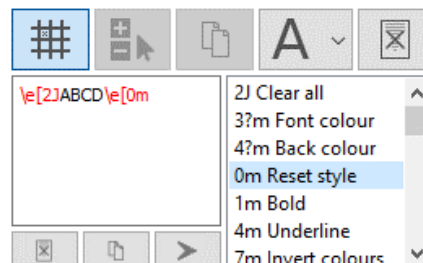 A
\e[2JABCD\e[0m
2J Clear all
3?m Font colour
4?m Back colour
0m Reset style
1m Bold
4m Underline
7m Invert colours